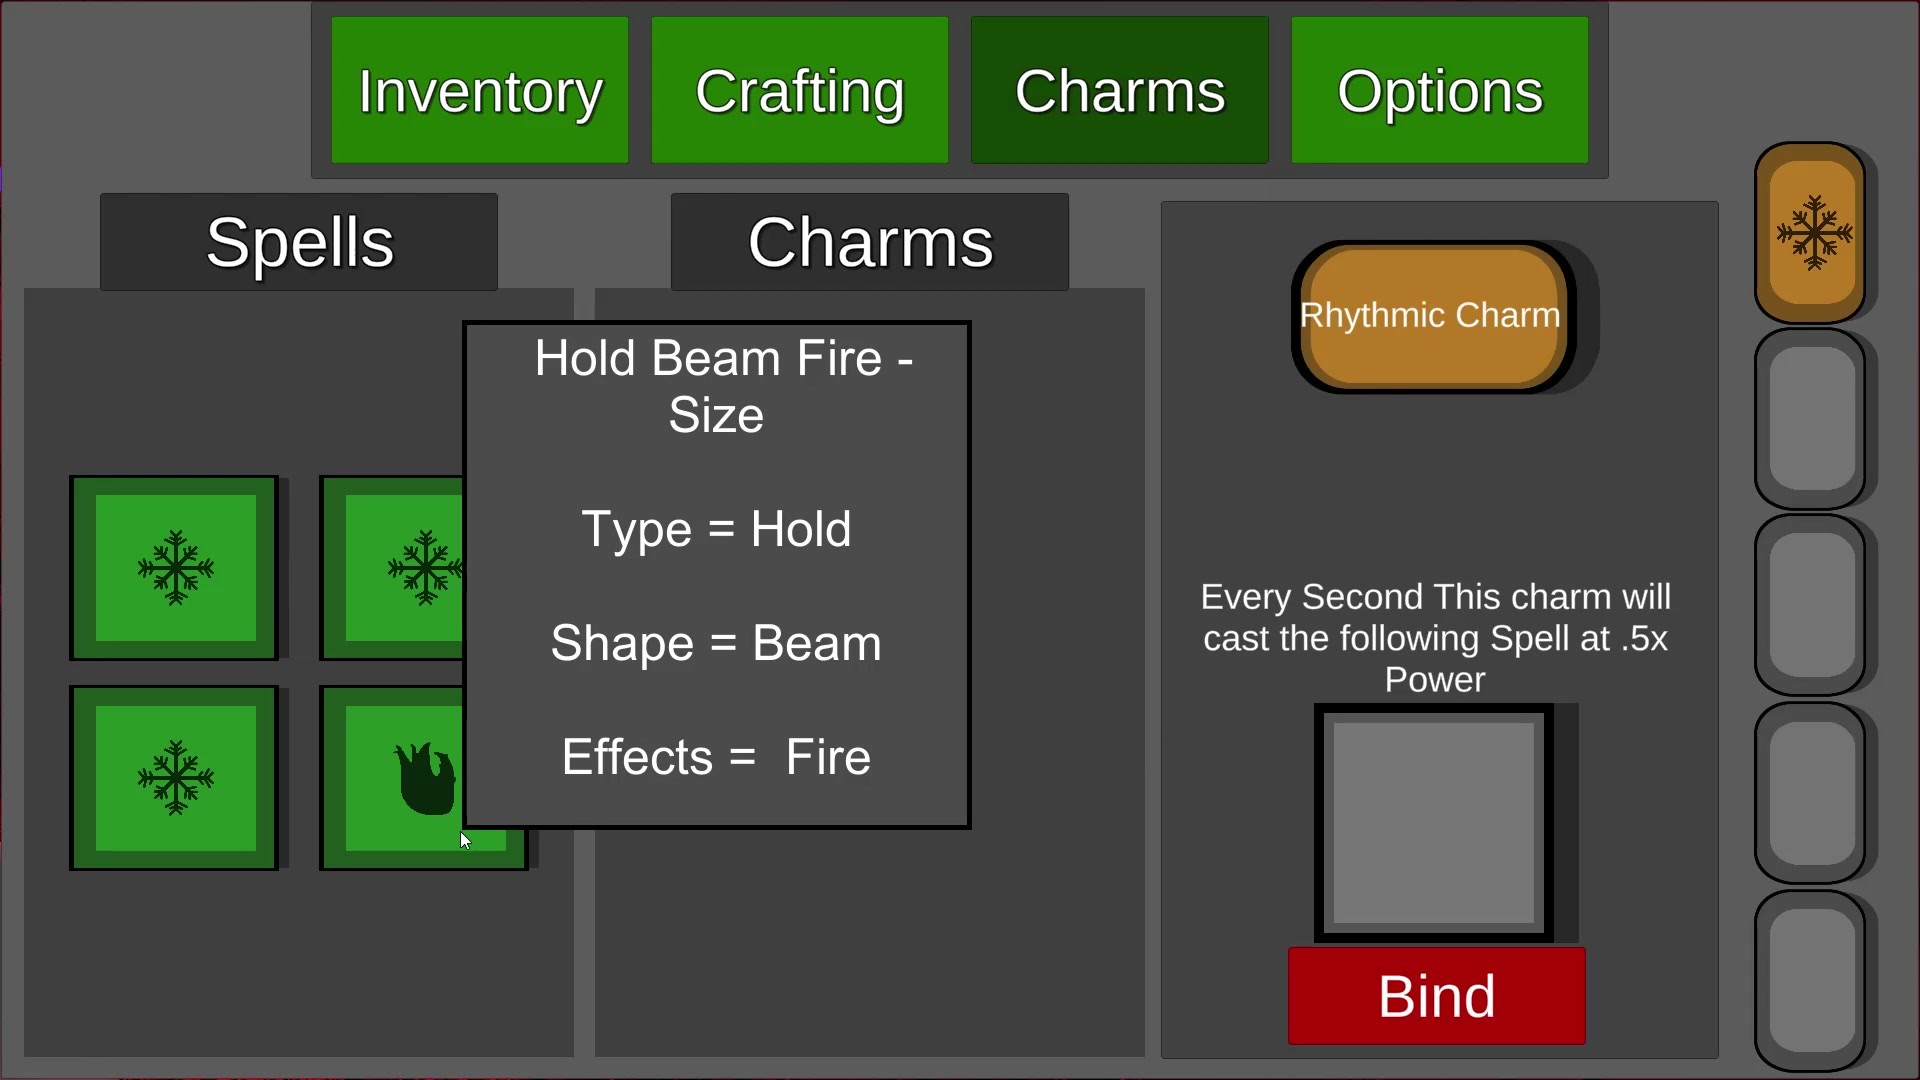 Inventory
Crafting
Charms
Options
Spells
Charms
Hold Beam Fire -
Size
Type = Hold
Shape = Beam
Effects =  Fire
Rhythmic Charm
Every Second This charm will
cast the following Spell at .5x
Power
Bind